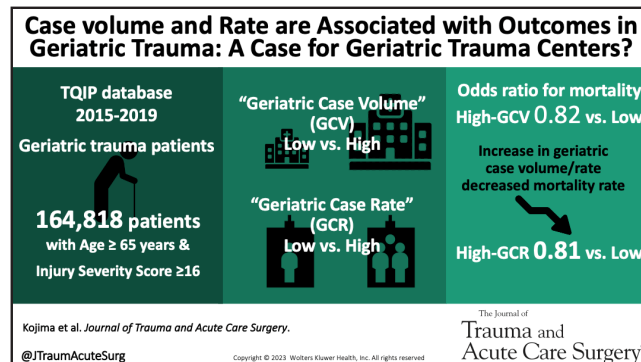 Case volume and Rate are Associated with Outcomes in
Geriatric Trauma: A Case for Geriatric Trauma Centers?
TQIP database
2015-2019
Geriatric trauma patients
164,818 patients
with Age ≥ 65 years &
Injury Severity Score ≥16
“Geriatric Case Volume”
(GCV)
Low vs. High
“Geriatric Case Rate”
(GCR)
Low vs. High
Odds ratio for mortality
High-GCV 0.82 vs. Low
Increase in geriatric
case volume/rate
decreased mortality rate
High-GCR 0.81 vs. Low
Kojima et al. Journal of Trauma and Acute Care Surgery.
@JTraumAcuteSurg
Copyright © 2023 Wolters Kluwer Health, Inc. All rights reserved
The Journal of
Trauma and
Acute Care Surgery